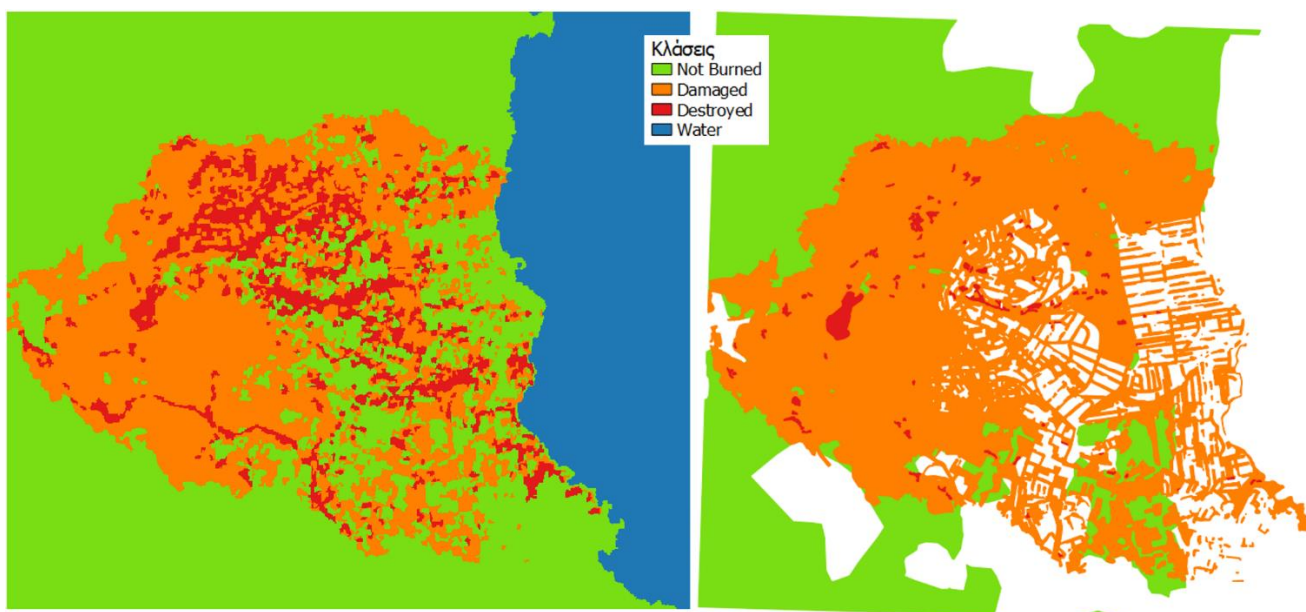 Κλάσεις
Not Burned
Damaged
Destroyed
Water